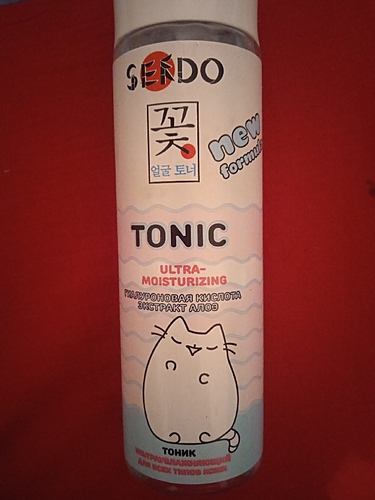 SENDO
꽃
얼굴 토너
new
formula
TONIC
ULTRA-
MOISTURIZING
ГИАЛУРОНОВАЯ КИСЛОТА
ЭКСТРАКТ АЛОЭ
ТОНИК
УЛЬТРАУВЛАЖНЯЮЩИЙ
ДЛЯ ВСЕХ ТИПОВ КОЖИ